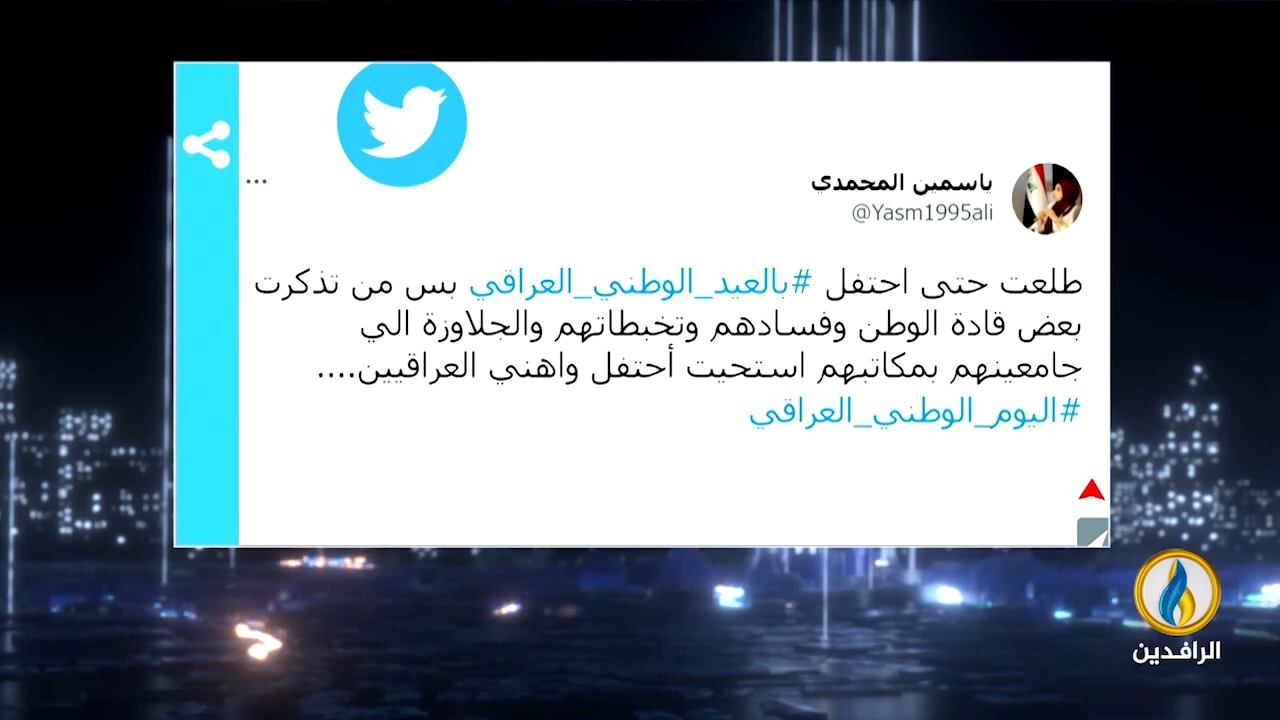 ياسمين المحمدي
@Yasm1995ali
...
طلعت حتى احتفل #بالعيد_الوطني_العراقي بس من تذكرت
بعض قادة الوطن وفسادهم وتخبطاتهم والجلاوزة الي
جامعينهم بمكاتبهم استحيت أحتفل واهني العراقيين....
#اليوم_الوطني_العراقي
الرافدين